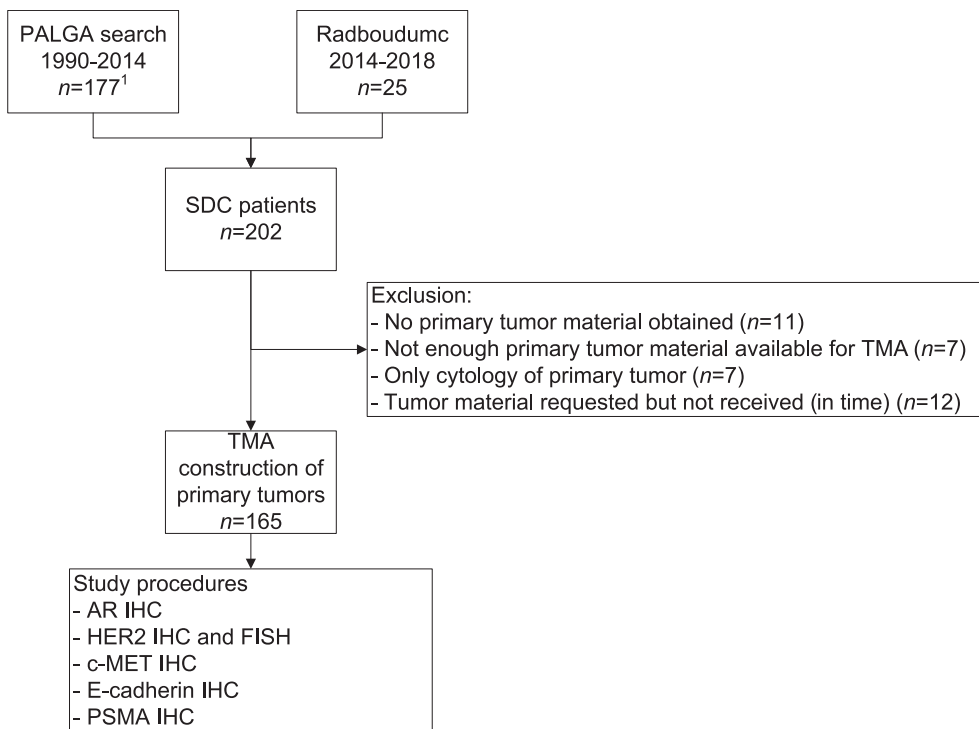 PALGA search
1990-2014
n=177¹
Radboudumc
2014-2018
n=25
SDC patients
n=202
Exclusion:
- No primary tumor material obtained (n=11)
- Not enough primary tumor material available for TMA (n=7)
- Only cytology of primary tumor (n=7)
- Tumor material requested but not received (in time) (n=12)
TMA
construction of
primary tumors
n=165
Study procedures
- AR IHC
- HER2 IHC and FISH
- c-MET IHC
- E-cadherin IHC
- PSMA IHC